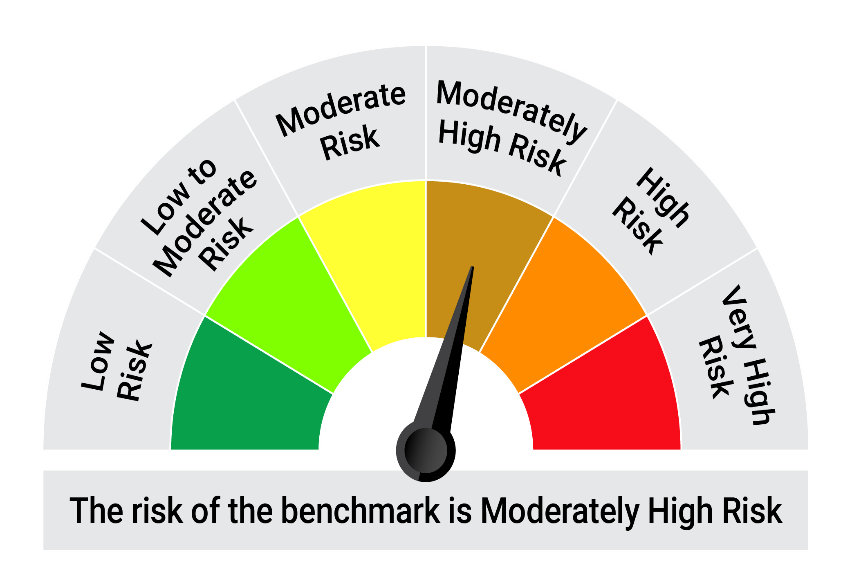 Low
Risk
Low to
Moderate
Risk
Moderate
Risk
Moderately
High Risk
High
Risk
Very High
Risk
The risk of the benchmark is Moderately High Risk